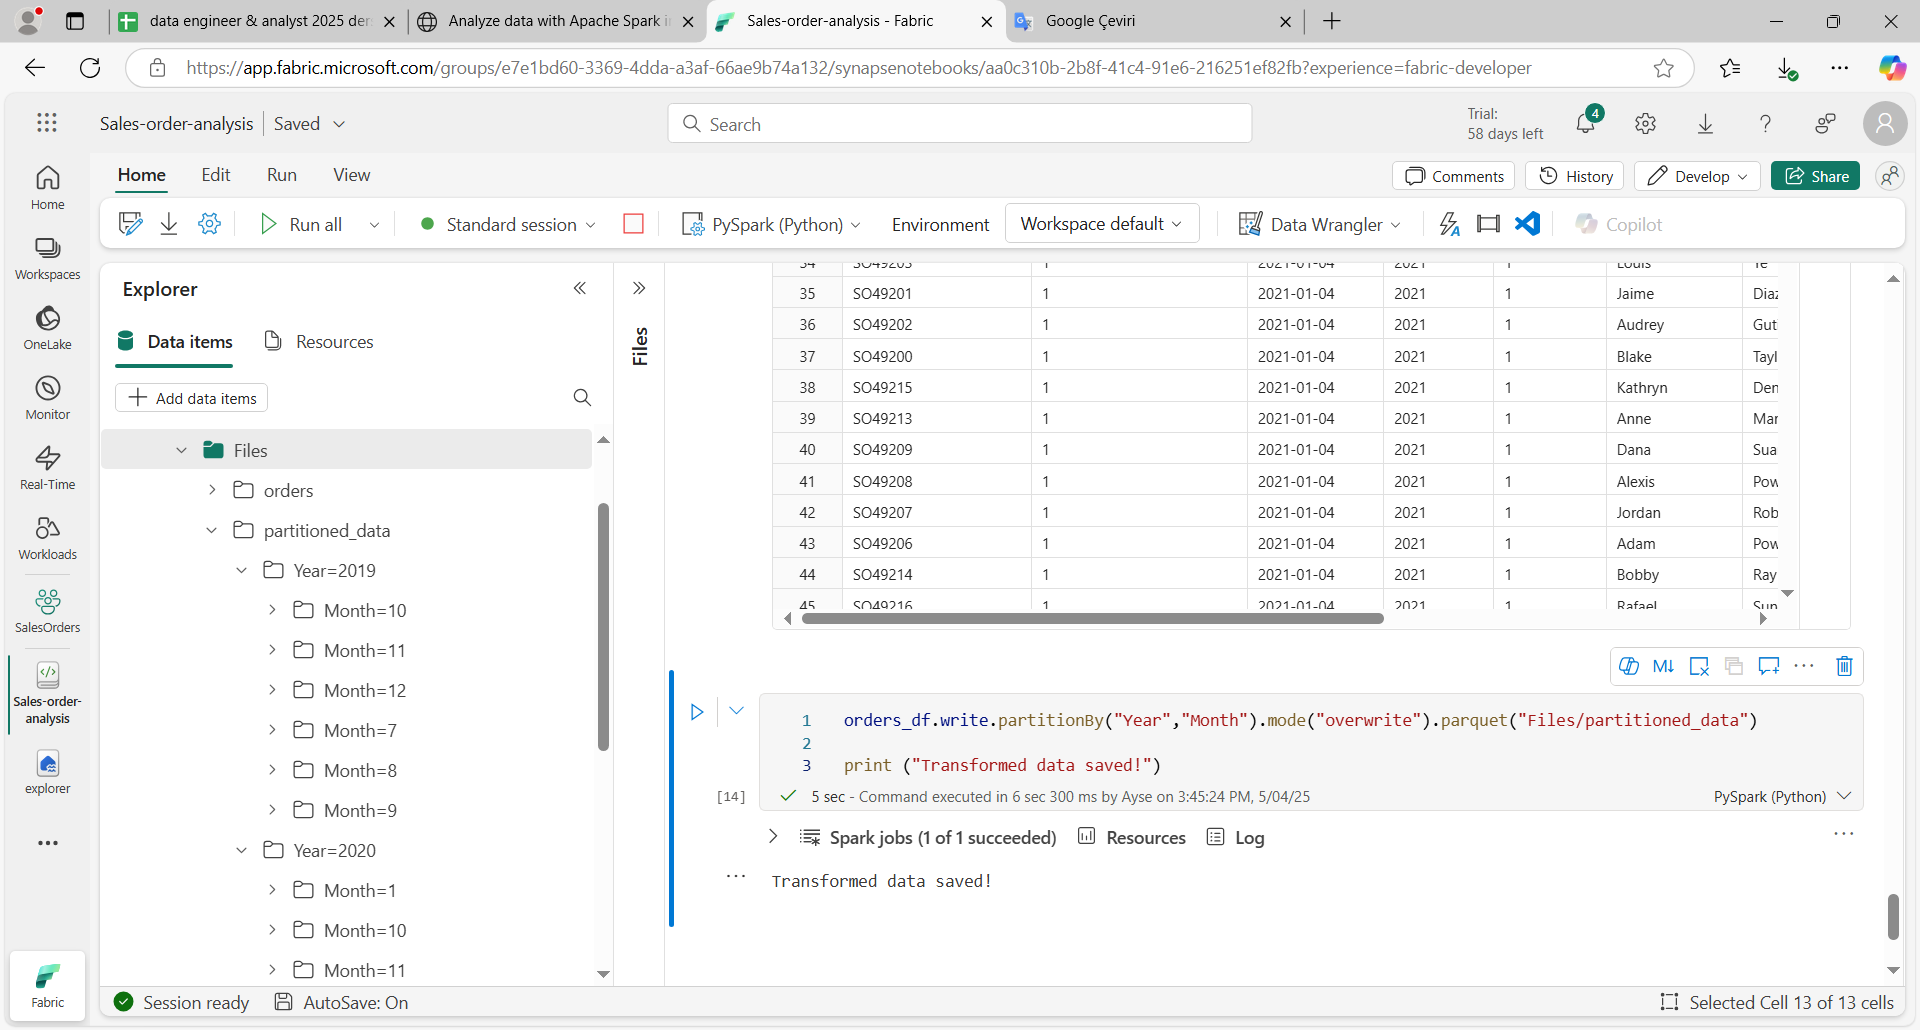 data engineer & analyst 2025 der
Analyze data with Apache Spark i
Sales-order-analysis - Fabric
Google Çeviri
https://app.fabric.microsoft.com/groups/e7e1bd60-3369-4dda-a3af-66ae9b74a132/synapsenotebooks/aa0c310b-2b8f-41c4-91e6-216251ef82fb?experience=fabric-developer
Sales-order-analysis
Saved
Search
Trial:
58 days left
4
Home
Edit
Run
View
Comments
History
Develop
Share
Run all
Standard session
PySpark (Python)
Environment
Workspace default
Data Wrangler
Copilot
Home
Workspaces
OneLake
Monitor
Real-Time
Workloads
SalesOrders
Sales-order-
analysis
explorer
Fabric
Explorer
Data items
Resources
Add data items
Files
orders
partitioned_data
Year=2019
Month=10
Month=11
Month=12
Month=7
Month=8
Month=9
Year=2020
Month=1
Month=10
Month=11
Files
34 SO49203 1 2021-01-04 2021 1 Louis Ye
35 SO49201 1 2021-01-04 2021 1 Jaime Diaz
36 SO49202 1 2021-01-04 2021 1 Audrey Gut
37 SO49200 1 2021-01-04 2021 1 Blake Tayl
38 SO49215 1 2021-01-04 2021 1 Kathryn Den
39 SO49213 1 2021-01-04 2021 1 Anne Mar
40 SO49209 1 2021-01-04 2021 1 Dana Sua
41 SO49208 1 2021-01-04 2021 1 Alexis Pow
42 SO49207 1 2021-01-04 2021 1 Jordan Rob
43 SO49206 1 2021-01-04 2021 1 Adam Pow
44 SO49214 1 2021-01-04 2021 1 Bobby Ray
45 SO49216 1 2021-01-04 2021 1 Rafael Sun
M↓
1 orders_df.write.partitionBy("Year","Month").mode("overwrite").parquet("Files/partitioned_data")
2
3 print ("Transformed data saved!")
[14]
5 sec - Command executed in 6 sec 300 ms by Ayse on 3:45:24 PM, 5/04/25
PySpark (Python)
Spark jobs (1 of 1 succeeded)
Resources
Log
Transformed data saved!
Session ready
AutoSave: On
Selected Cell 13 of 13 cells